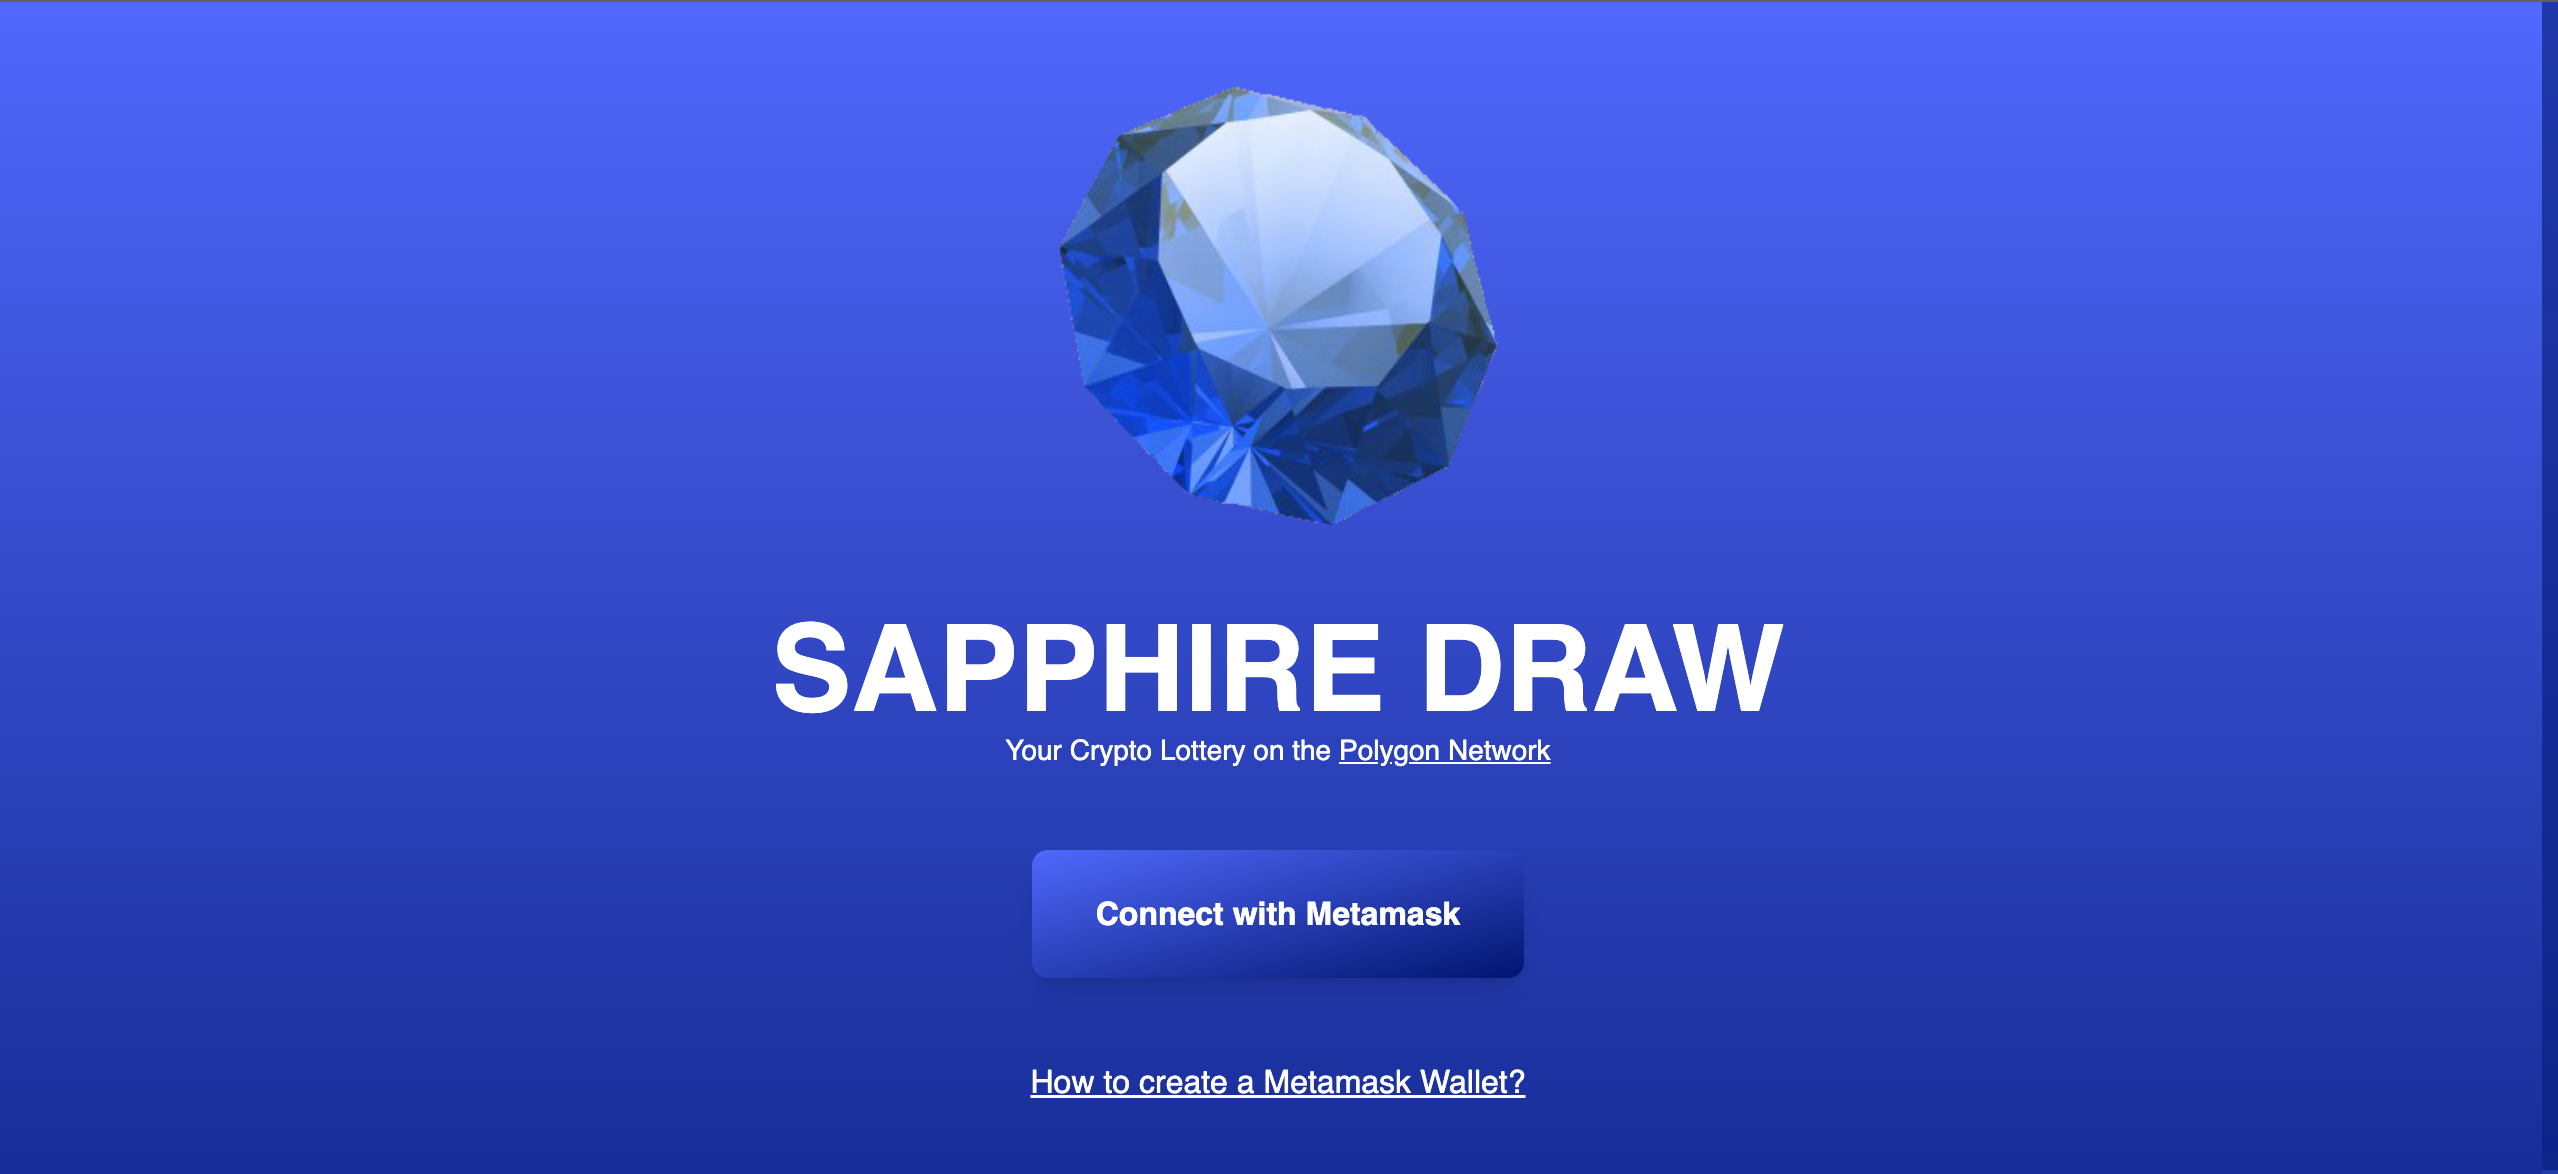 SAPPHIRE DRAW
Your Crypto Lottery on the Polygon Network
Connect with Metamask
How to create a Metamask Wallet?